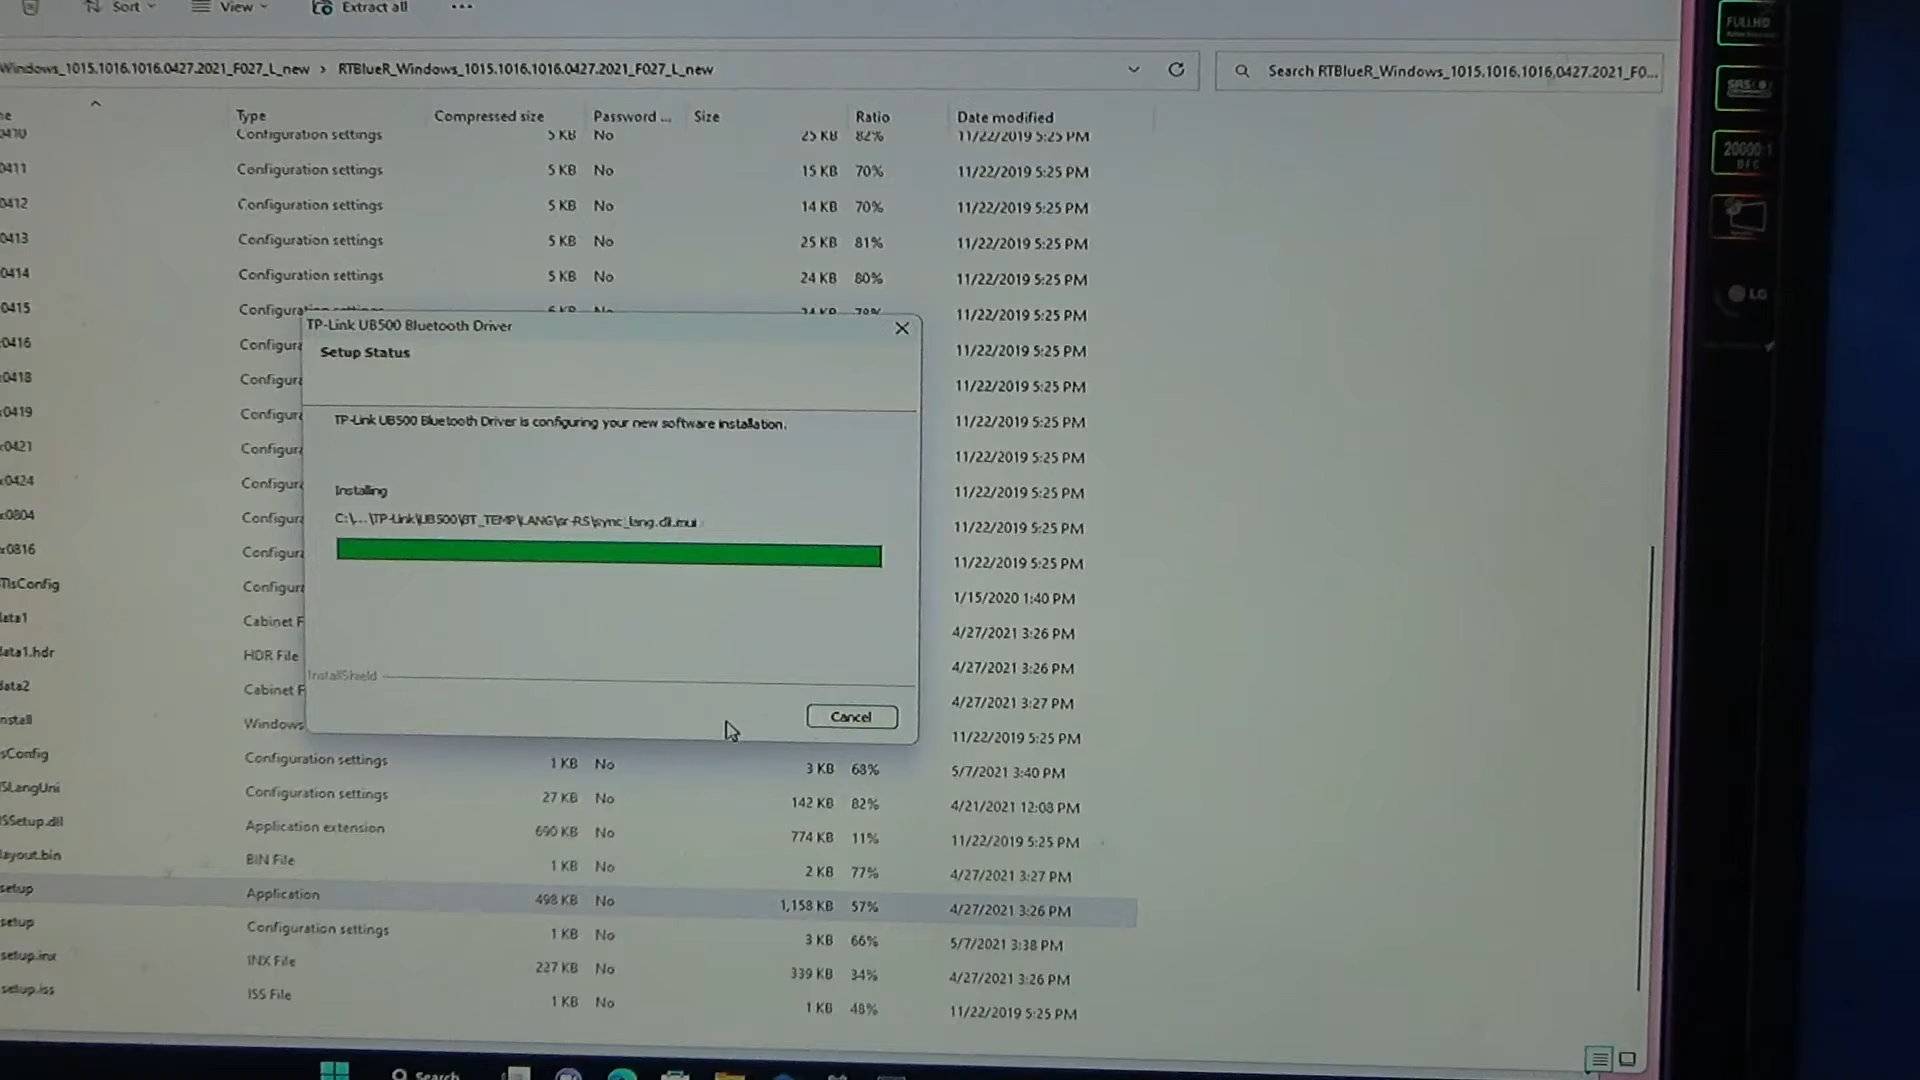 Sort View Extract all ...
Windows_1015.1016.1016.0427.2021_F027_L_new > RTBlueR_Windows_1015.1016.1016.0427.2021_F027_L_new Search RTBlueR_Windows_1015.1016.1016.0427.2021_F0...
Type Compressed size Password ... Size Ratio Date modified
Configuration settings 5 KB No 25 KB 82% 11/22/2019 5:25 PM
0411 Configuration settings 5 KB No 15 KB 70% 11/22/2019 5:25 PM
0412 Configuration settings 5 KB No 14 KB 70% 11/22/2019 5:25 PM
0413 Configuration settings 5 KB No 25 KB 81% 11/22/2019 5:25 PM
0414 Configuration settings 5 KB No 24 KB 80% 11/22/2019 5:25 PM
0415 11/22/2019 5:25 PM
0416 11/22/2019 5:25 PM
0418 11/22/2019 5:25 PM
0419 11/22/2019 5:25 PM
0421 11/22/2019 5:25 PM
0424 11/22/2019 5:25 PM
0804 11/22/2019 5:25 PM
0816 11/22/2019 5:25 PM
TlsConfig 1/15/2020 1:40 PM
data1 Cabinet F 4/27/2021 3:26 PM
data1.hdr HDR File 4/27/2021 3:26 PM
data2 Cabinet F 4/27/2021 3:27 PM
nstall Windows 11/22/2019 5:25 PM
sConfig Configuration settings 1 KB No 3 KB 68% 5/7/2021 3:40 PM
SLangUni Configuration settings 27 KB No 142 KB 82% 4/21/2021 12:08 PM
SSetup.dll Application extension 690 KB No 774 KB 11% 11/22/2019 5:25 PM
layout.bin BIN File 1 KB No 2 KB 77% 4/27/2021 3:27 PM
setup Application 498 KB No 1,158 KB 57% 4/27/2021 3:26 PM
setup Configuration settings 1 KB No 3 KB 66% 5/7/2021 3:38 PM
setup.inx INX File 227 KB No 339 KB 34% 4/27/2021 3:26 PM
setup.iss ISS File 1 KB No 1 KB 48% 11/22/2019 5:25 PM
TP-Link UB500 Bluetooth Driver
Setup Status
TP-Link UB500 Bluetooth Driver is configuring your new software installation.
Installing
C:\...\TP-Link\UB500\BT_TEMP\LANG\sr-RS\sync_lang.dll.mui
InstallShield
Cancel
Search
FULLHD
20000:1
DFC
LG